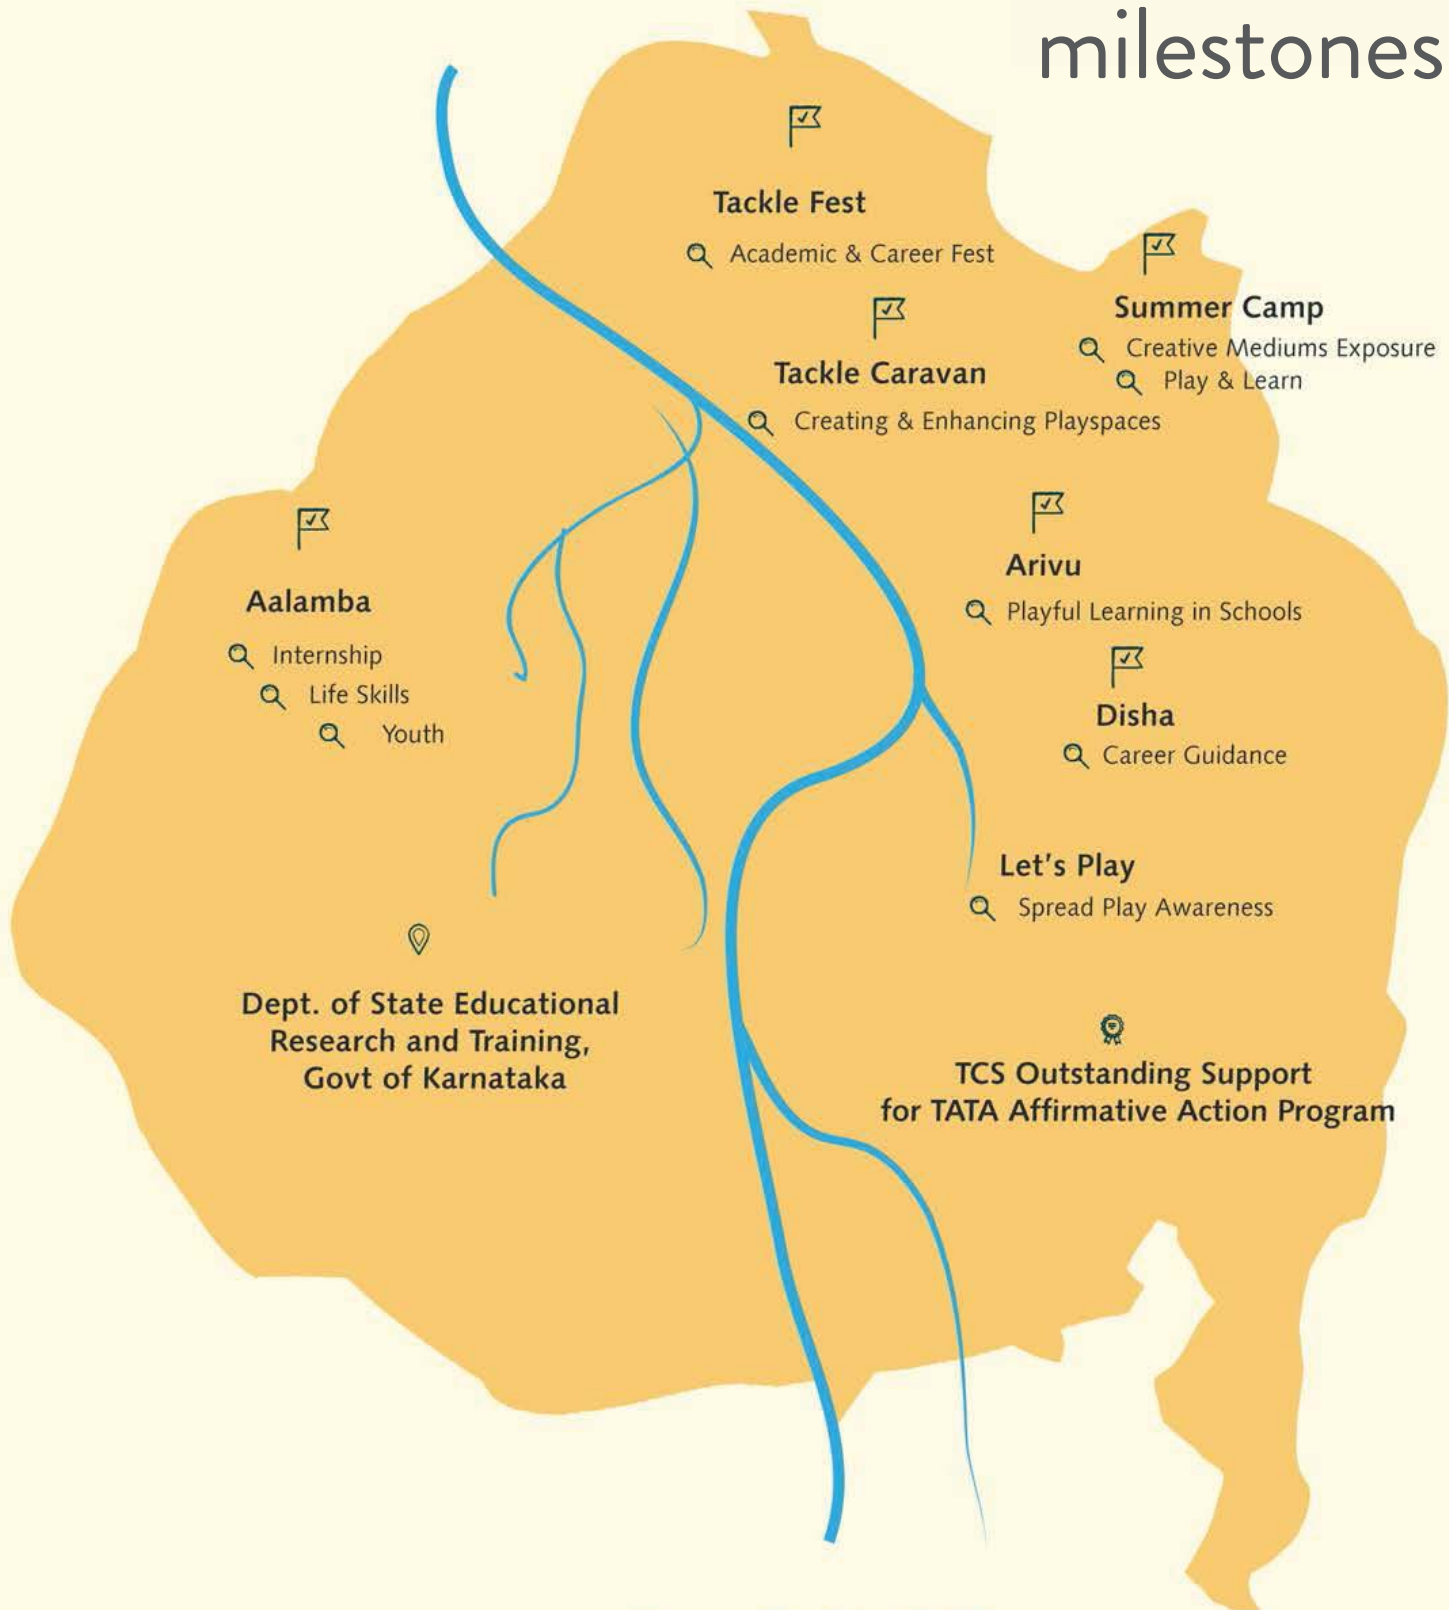 milestones
Tackle Fest
Academic & Career Fest
Summer Camp
Creative Mediums Exposure
Play & Learn
Tackle Caravan
Creating & Enhancing Playspaces
Arivu
Playful Learning in Schools
Aalamba
Internship
Life Skills
Youth
Disha
Career Guidance
Let's Play
Spread Play Awareness
Dept. of State Educational
Research and Training,
Govt of Karnataka
TCS Outstanding Support
for TATA Affirmative Action Program